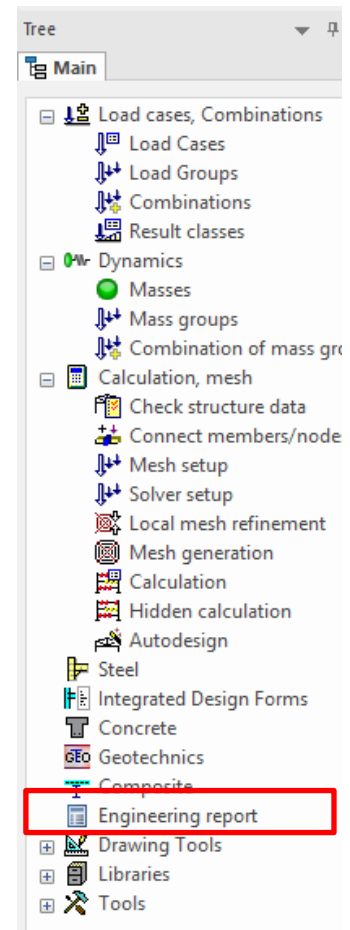 Tree
Main
Load cases, Combinations
Load Cases
Load Groups
Combinations
Result classes
Dynamics
Masses
Mass groups
Combination of mass gro
Calculation, mesh
Check structure data
Connect members/node
Mesh setup
Solver setup
Local mesh refinement
Mesh generation
Calculation
Hidden calculation
Autodesign
Steel
Integrated Design Forms
Concrete
GEO Geotechnics
Composite
Engineering report
Drawing Tools
Libraries
Tools